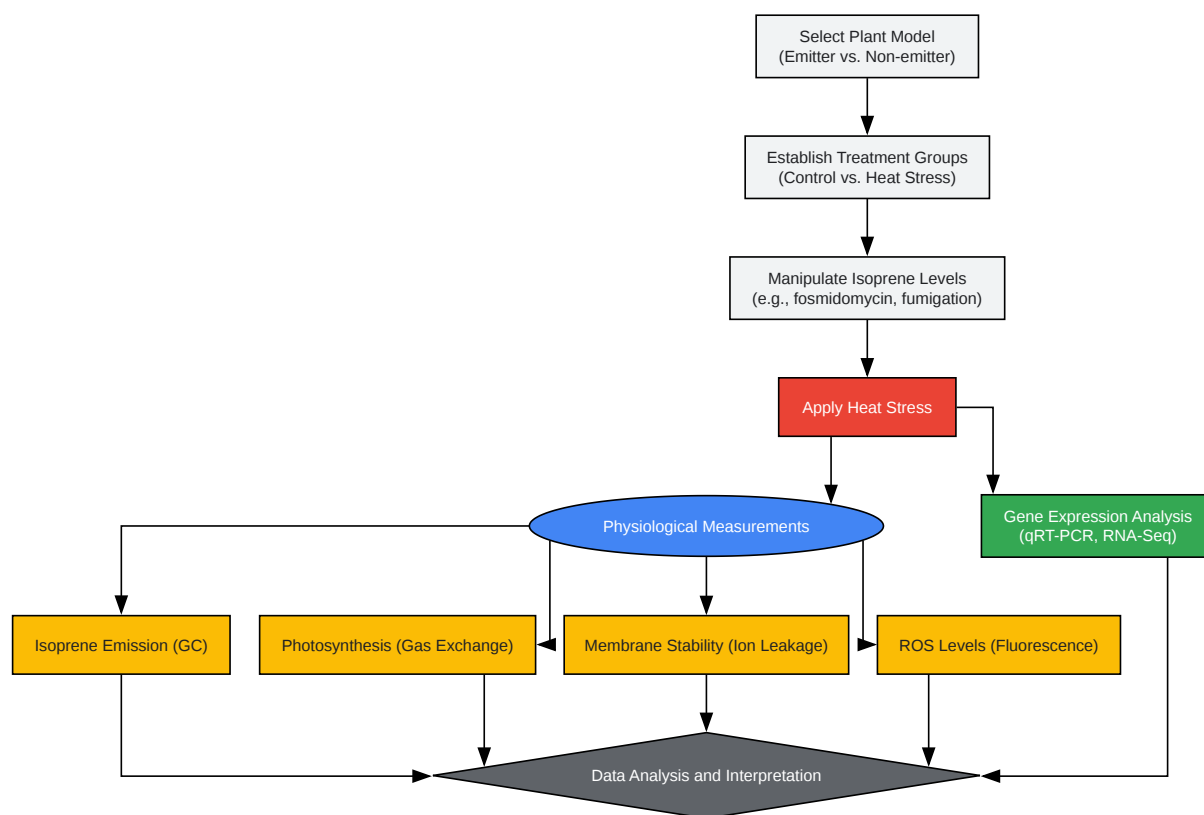 Select Plant Model
(Emitter vs. Non-emitter)
Establish Treatment Groups
(Control vs. Heat Stress)
Manipulate Isoprene Levels
(e.g., fosmidomycin, fumigation)
Apply Heat Stress
Physiological Measurements
Gene Expression Analysis
(qRT-PCR, RNA-Seq)
Isoprene Emission (GC)
Photosynthesis (Gas Exchange)
Membrane Stability (Ion Leakage)
ROS Levels (Fluorescence)
Data Analysis and Interpretation